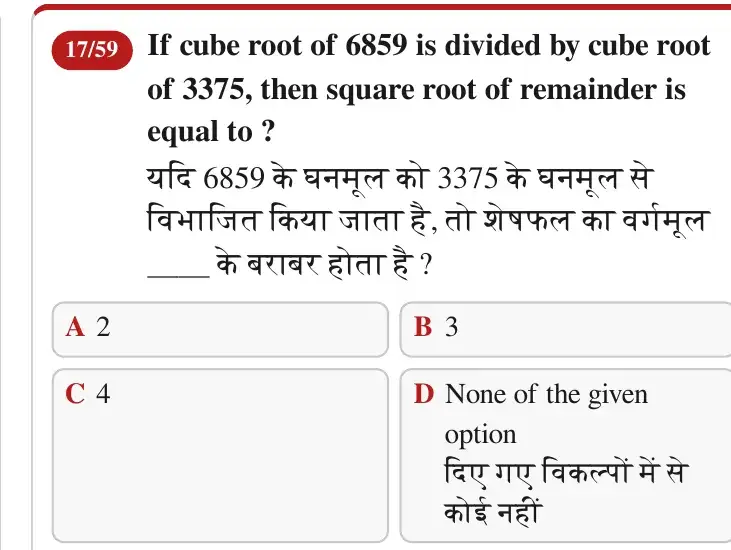 17/59 If cube root of 6859 is divided by cube root
of 3375, then square root of remainder is
equal to ?
यदि 6859 के घनमूल को 3375 के घनमूल से
विभाजित किया जाता है, तो शेषफल का वर्गमूल
____ के बराबर होता है ?
A 2
B 3
C 4
D None of the given
option
दिए गए विकल्पों में से
कोई नहीं